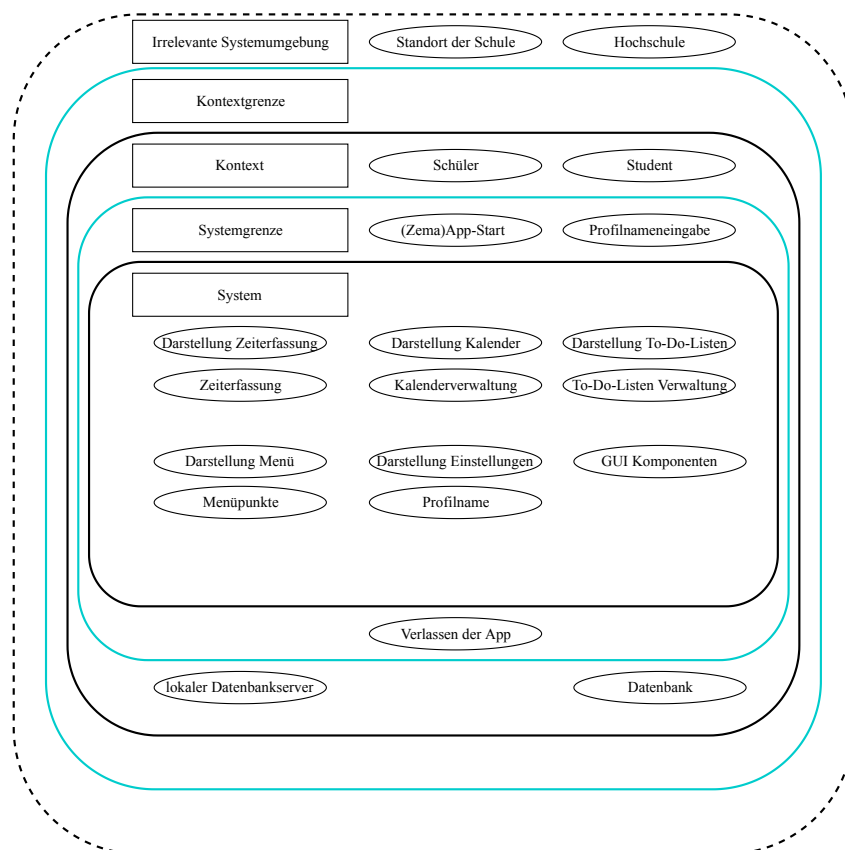 Irrelevante Systemumgebung
Standort der Schule
Hochschule
Kontextgrenze
Kontext
Schüler
Student
Systemgrenze
(Zema)App-Start
Profilnameneingabe
System
Darstellung Zeiterfassung
Darstellung Kalender
Darstellung To-Do-Listen
Zeiterfassung
Kalenderverwaltung
To-Do-Listen Verwaltung
Darstellung Menü
Darstellung Einstellungen
GUI Komponenten
Menüpunkte
Profilname
Verlassen der App
lokaler Datenbankserver
Datenbank